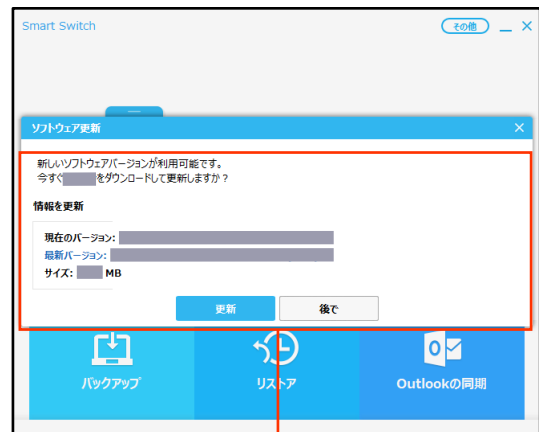 Smart Switch
その他
ソフトウェア更新
新しいソフトウェアバージョンが利用可能です。
今すぐ をダウンロードして更新しますか？
情報を更新
現在のバージョン:
最新バージョン:
サイズ: MB
更新
後で
バックアップ
リストア
Outlookの同期